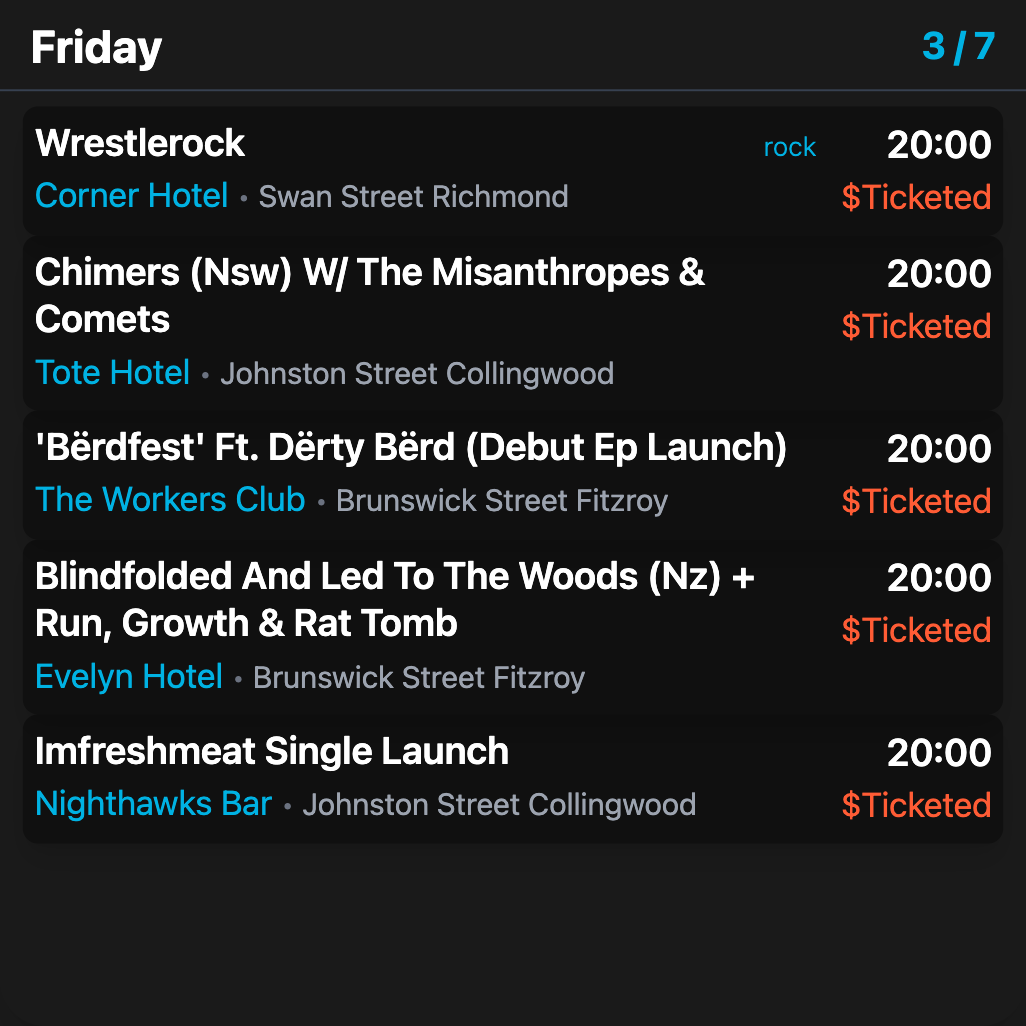 Friday 3 / 7
Wrestlerock rock 20:00
Corner Hotel • Swan Street Richmond $Ticketed
Chimers (Nsw) W/ The Misanthropes & 20:00
Comets $Ticketed
Tote Hotel • Johnston Street Collingwood
'Bërdfest' Ft. Dërty Bërd (Debut Ep Launch) 20:00
The Workers Club • Brunswick Street Fitzroy $Ticketed
Blindfolded And Led To The Woods (Nz) + 20:00
Run, Growth & Rat Tomb $Ticketed
Evelyn Hotel • Brunswick Street Fitzroy
Imfreshmeat Single Launch 20:00
Nighthawks Bar • Johnston Street Collingwood $Ticketed